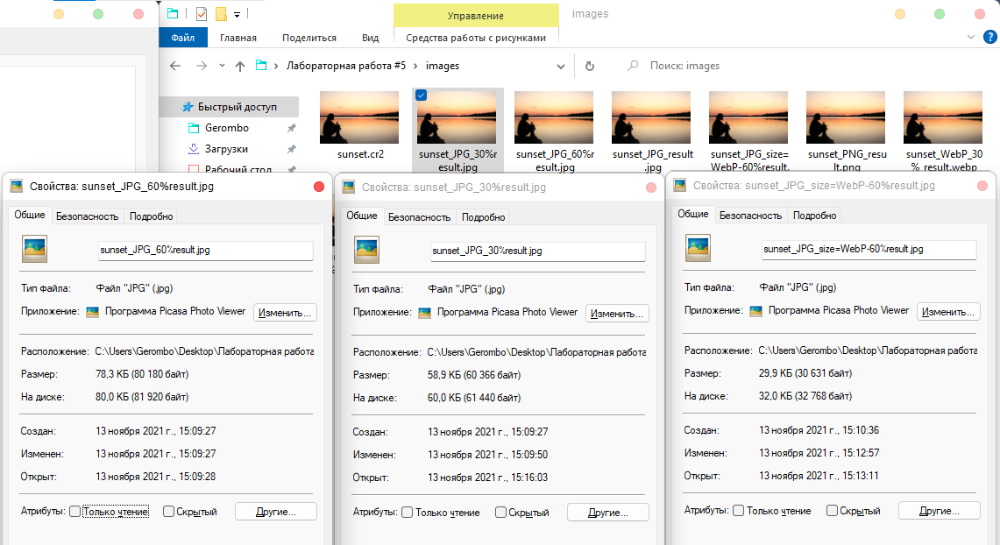 Управление
images
Файл
Главная
Поделиться
Вид
Средства работы с рисунками
Лабораторная работа #5 > images
Поиск: images
Быстрый доступ
Gerombo
Загрузки
Рабочий стол
sunset.cr2
sunset_JPG_30%r
esult.jpg
sunset_JPG_60%r
esult.jpg
sunset_JPG_result
.jpg
sunset_JPG_size=
WebP-60%result.
sunset_PNG_resu
lt.png
sunset_WebP_30
%_result.webp
Свойства: sunset_JPG_60%result.jpg
Общие
Безопасность
Подробно
sunset_JPG_60%result.jpg
Тип файла: Файл "JPG" (.jpg)
Приложение: Программа Picasa Photo Viewer Изменить...
Расположение: C:\Users\Gerombo\Desktop\Лабораторная работа
Размер: 78,3 КБ (80 180 байт)
На диске: 80,0 КБ (81 920 байт)
Создан: 13 ноября 2021 г., 15:09:27
Изменен: 13 ноября 2021 г., 15:09:27
Открыт: 13 ноября 2021 г., 15:09:28
Атрибуты: Только чтение Скрытый Другие...
Свойства: sunset_JPG_30%result.jpg
Общие
Безопасность
Подробно
sunset_JPG_30%result.jpg
Тип файла: Файл "JPG" (.jpg)
Приложение: Программа Picasa Photo Viewer Изменить...
Расположение: C:\Users\Gerombo\Desktop\Лабораторная работа
Размер: 58,9 КБ (60 366 байт)
На диске: 60,0 КБ (61 440 байт)
Создан: 13 ноября 2021 г., 15:09:27
Изменен: 13 ноября 2021 г., 15:09:50
Открыт: 13 ноября 2021 г., 15:16:03
Атрибуты: Только чтение Скрытый Другие...
Свойства: sunset_JPG_size=WebP-60%result.jpg
Общие
Безопасность
Подробно
sunset_JPG_size=WebP-60%result.jpg
Тип файла: Файл "JPG" (.jpg)
Приложение: Программа Picasa Photo Viewer Изменить...
Расположение: C:\Users\Gerombo\Desktop\Лабораторная работа
Размер: 29,9 КБ (30 631 байт)
На диске: 32,0 КБ (32 768 байт)
Создан: 13 ноября 2021 г., 15:10:36
Изменен: 13 ноября 2021 г., 15:12:57
Открыт: 13 ноября 2021 г., 15:13:11
Атрибуты: Только чтение Скрытый Другие...